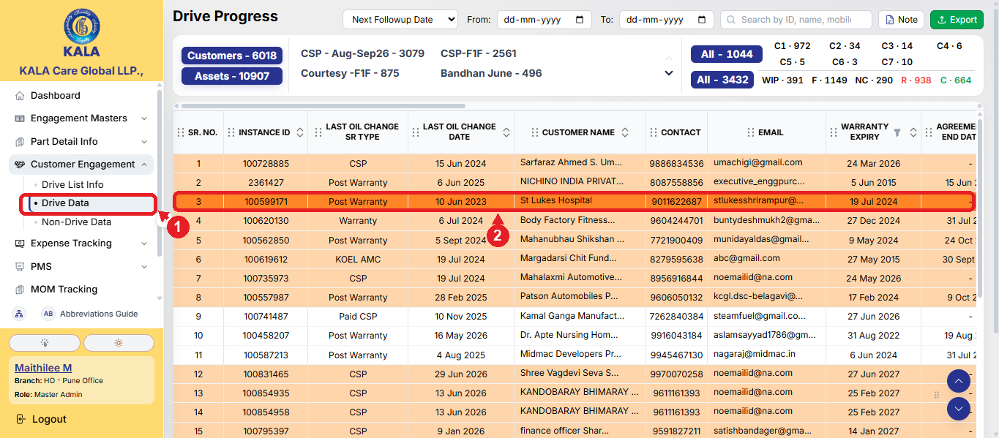 KALA
KALA Care Global LLP.,
Dashboard
Engagement Masters
Part Detail Info
Customer Engagement
Drive List Info
Drive Data
Non-Drive Data
Expense Tracking
PMS
MOM Tracking
AB Abbreviations Guide
Maithilee M
Branch: HO - Pune Office
Role: Master Admin
Logout
1
Drive Progress
Next Followup Date From: dd-mm-yyyy To: dd-mm-yyyy Search by ID, name, mobile Note Export
Customers - 6018
Assets - 10907
CSP - Aug-Sep26 - 3079 CSP-F1F - 2561
Courtesy -F1F - 875 Bandhan June - 496
All - 1044 C1 · 972 C2 · 34 C3 · 14 C4 · 6
C5 · 5 C6 · 3 C7 · 10
All - 3432 WIP · 391 F · 1149 NC · 290 R · 938 C · 664
SR. NO. INSTANCE ID LAST OIL CHANGE SR TYPE LAST OIL CHANGE DATE CUSTOMER NAME CONTACT EMAIL WARRANTY EXPIRY AGREEME END DAT
1 100728885 CSP 15 Jun 2024 Sarfaraz Ahmed S. Um... 9886834536 umachigi@gmail.com 24 Mar 2026 -
2 2361427 Post Warranty 6 Jun 2025 NICHINO INDIA PRIVAT... 8087558856 executive_enggpurc... 5 Jun 2015 15 Jun
3 100599171 Post Warranty 10 Jun 2023 St Lukes Hospital 9011622687 stlukesshrirampur@... 19 Jul 2024 -
2
4 100620130 Warranty 6 Jul 2024 Body Factory Fitness... 9604244701 buntydeshmukh2@gma... 27 Dec 2024 31 Jul 2
5 100562850 Post Warranty 5 Sept 2024 Mahanubhau Shikshan ... 7721900409 munidayaldas@gmail... 9 May 2024 24 Oct
6 100619612 KOEL AMC 19 Jul 2024 Margadarsi Chit Fund... 8279595638 abc@gmail.com 27 May 2015 30 Sept
7 100735973 CSP 19 Jul 2024 Mahalaxmi Automotive... 8956916844 noemailid@na.com 24 May 2026 -
8 100557987 Post Warranty 28 Feb 2025 Patson Automobiles P... 9606050132 kcgl.dsc-belagavi@... 17 Feb 2024 9 Oct 2
9 100741487 Paid CSP 10 Nov 2025 Kamal Ganga Manufact... 7262840384 steamfuel@gmail.co... 27 Jun 2026 -
10 100458207 Post Warranty 16 May 2026 Dr. Apte Nursing Hom... 9916043184 aslamsayyad1786@gm... 31 Aug 2022 19 Aug
11 100587213 Post Warranty 4 Aug 2025 Midmac Developers Pr... 9945467130 nagaraj@midmac.in 6 Jun 2024 31 Jul 2
12 100831465 CSP 29 Jun 2026 Shree Vagdevi Seva S... 9970070258 noemailid@na.com 27 Jun 2027 -
13 100854935 CSP 13 Jun 2026 KANDOBARAY BHIMARAY ... 9611161393 noemailid@na.com 25 Feb 2027 -
14 100854958 CSP 13 Jun 2026 KANDOBARAY BHIMARAY ... 9611161393 noemailid@na.com 25 Feb 2027 -
15 100795397 CSP 9 Jan 2026 finance officer Shar... 9591827211 satishbandager@gma... 14 Jan 2027 -